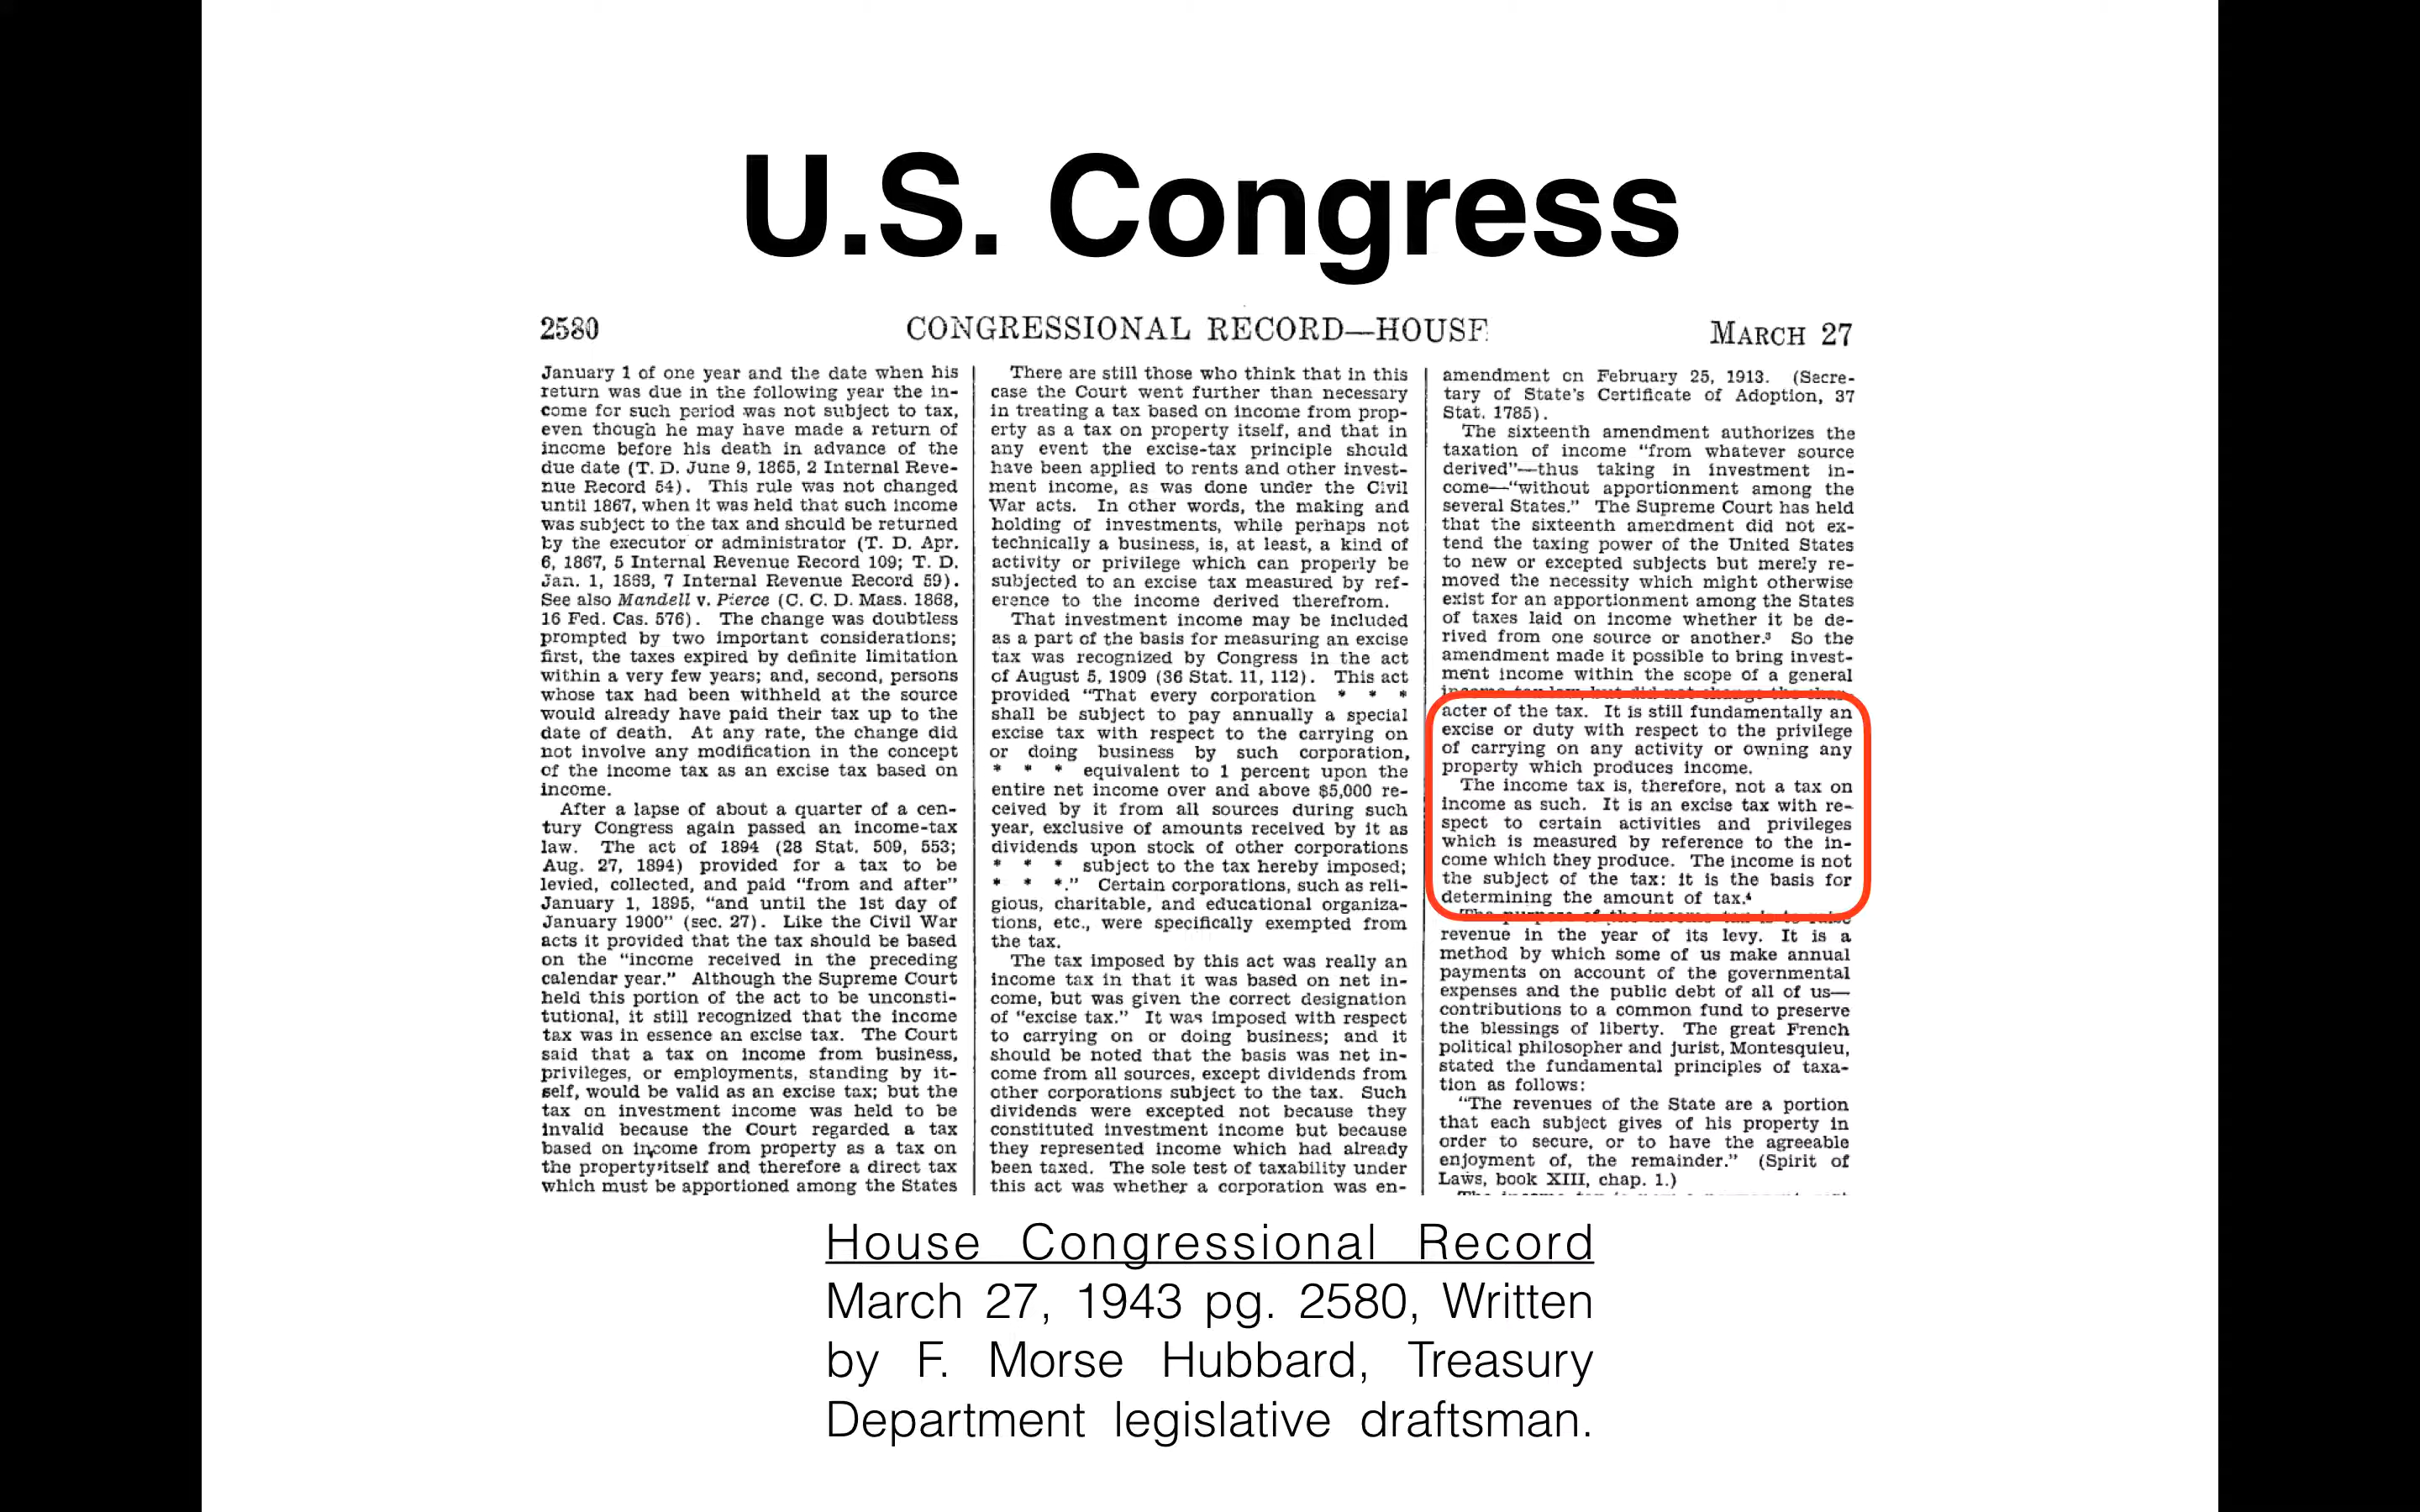 U.S. Congress
2580
CONGRESSIONAL RECORD—HOUSE
MARCH 27
January 1 of one year and the date when his
return was due in the following year the in-
come for such period was not subject to tax,
even though he may have made a return of
income before his death in advance of the
due date (T. D. June 9, 1865, 2 Internal Reve-
nue Record 54). This rule was not changed
until 1867, when it was held that such income
was subject to the tax and should be returned
by the executor or administrator (T. D. Apr.
6, 1867, 5 Internal Revenue Record 109; T. D.
Jan. 1, 1868, 7 Internal Revenue Record 59).
See also Mandell v. Pierce (C. C. D. Mass. 1868,
16 Fed. Cas. 576). The change was doubtless
prompted by two important considerations;
first, the taxes expired by definite limitation
within a very few years; and, second, persons
whose tax had been withheld at the source
would already have paid their tax up to the
date of death. At any rate, the change did
not involve any modification in the concept
of the income tax as an excise tax based on
income.
After a lapse of about a quarter of a cen-
tury Congress again passed an income-tax
law. The act of 1894 (28 Stat. 509, 553;
Aug. 27, 1894) provided for a tax to be
levied, collected, and paid “from and after”
January 1, 1895, “and until the 1st day of
January 1900” (sec. 27). Like the Civil War
acts it provided that the tax should be based
on the “income received in the preceding
calendar year.” Although the Supreme Court
held this portion of the act to be unconsti-
tutional, it still recognized that the income
tax was in essence an excise tax. The Court
said that a tax on income from business,
privileges, or employments, standing by it-
self, would be valid as an excise tax; but the
tax on investment income was held to be
invalid because the Court regarded a tax
based on income from property as a tax on
the property itself and therefore a direct tax
which must be apportioned among the States
There are still those who think that in this
case the Court went further than necessary
in treating a tax based on income from prop-
erty as a tax on property itself, and that in
any event the excise-tax principle should
have been applied to rents and other invest-
ment income, as was done under the Civil
War acts. In other words, the making and
holding of investments, while perhaps not
technically a business, is, at least, a kind of
activity or privilege which can properly be
subjected to an excise tax measured by ref-
erence to the income derived therefrom.
That investment income may be included
as a part of the basis for measuring an excise
tax was recognized by Congress in the act
of August 5, 1909 (36 Stat. 11, 112). This act
provided “That every corporation * * *
shall be subject to pay annually a special
excise tax with respect to the carrying on
or doing business by such corporation,
* * * equivalent to 1 percent upon the
entire net income over and above $5,000 re-
ceived by it from all sources during such
year, exclusive of amounts received by it as
dividends upon stock of other corporations
* * * subject to the tax hereby imposed;
* * *.” Certain corporations, such as reli-
gious, charitable, and educational organiza-
tions, etc., were specifically exempted from
the tax.
The tax imposed by this act was really an
income tax in that it was based on net in-
come, but was given the correct designation
of “excise tax.” It was imposed with respect
to carrying on or doing business; and it
should be noted that the basis was net in-
come from all sources, except dividends from
other corporations subject to the tax. Such
dividends were excepted not because they
constituted investment income but because
they represented income which had already
been taxed. The sole test of taxability under
this act was whether a corporation was en-
amendment on February 25, 1913. (Secre-
tary of State’s Certificate of Adoption, 37
Stat. 1785).
The sixteenth amendment authorizes the
taxation of income “from whatever source
derived”—thus taking in investment in-
come—“without apportionment among the
several States.” The Supreme Court has held
that the sixteenth amendment did not ex-
tend the taxing power of the United States
to new or excepted subjects but merely re-
moved the necessity which might otherwise
exist for an apportionment among the States
of taxes laid on income whether it be de-
rived from one source or another.³ So the
amendment made it possible to bring invest-
ment income within the scope of a general
income-tax law, but did not change the char-
acter of the tax. It is still fundamentally an
excise or duty with respect to the privilege
of carrying on any activity or owning any
property which produces income.
The income tax is, therefore, not a tax on
income as such. It is an excise tax with re-
spect to certain activities and privileges
which is measured by reference to the in-
come which they produce. The income is not
the subject of the tax: it is the basis for
determining the amount of tax.⁴
The purpose of the income tax is to raise
revenue in the year of its levy. It is a
method by which some of us make annual
payments on account of the governmental
expenses and the public debt of all of us—
contributions to a common fund to preserve
the blessings of liberty. The great French
political philosopher and jurist, Montesquieu,
stated the fundamental principles of taxa-
tion as follows:
“The revenues of the State are a portion
that each subject gives of his property in
order to secure, or to have the agreeable
enjoyment of, the remainder.” (Spirit of
Laws, book XIII, chap. 1.)
House Congressional Record
March 27, 1943 pg. 2580, Written
by F. Morse Hubbard, Treasury
Department legislative draftsman.